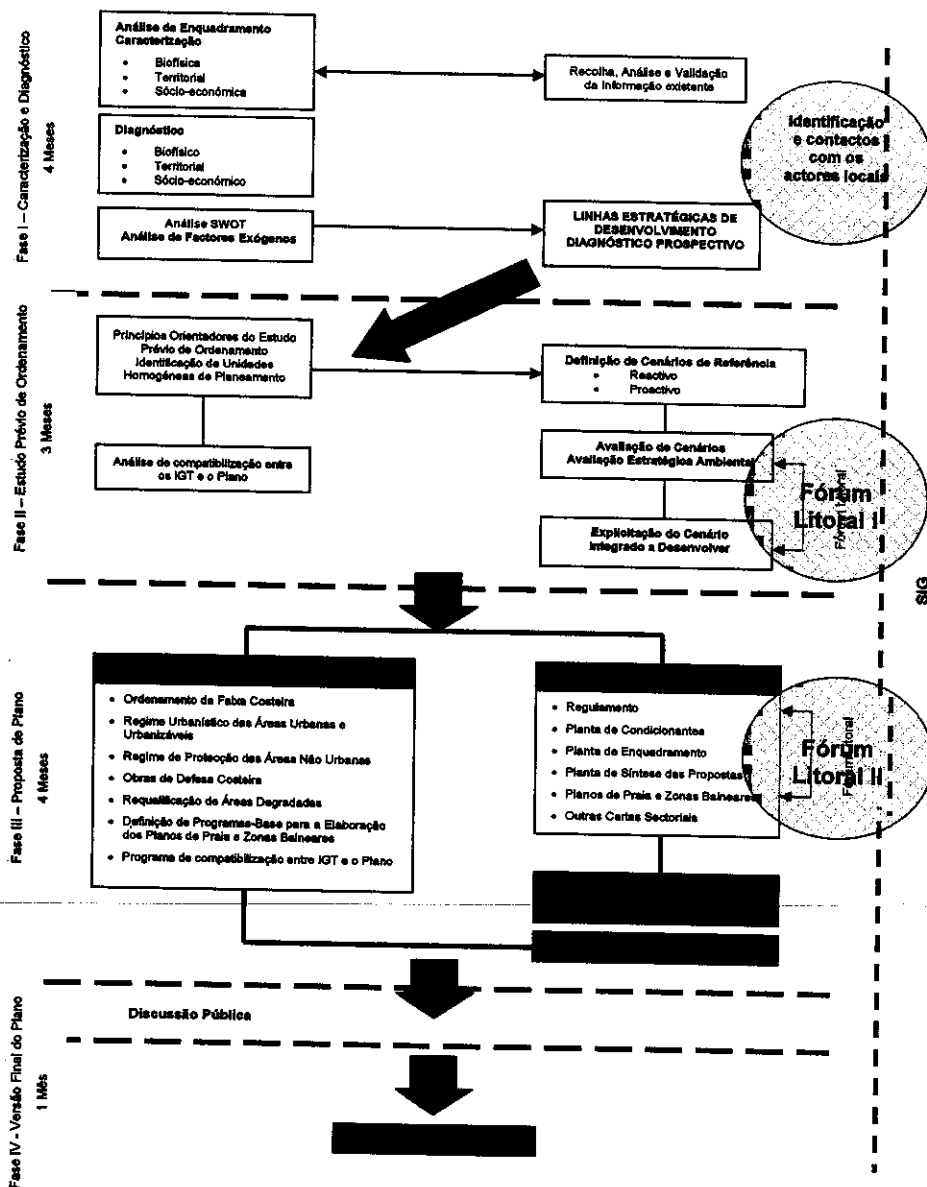 Fase I – Caracterização e Diagnóstico
4 Meses
Análise de Enquadramento
Caracterização
• Biofísica
• Territorial
• Sócio-económica
Recolha, Análise e Validação
da Informação existente
Diagnóstico
• Biofísico
• Territorial
• Sócio-económico
Identificação
e contactos
com os
actores locais
Análise SWOT
Análise de Factores Exógenos
LINHAS ESTRATÉGICAS DE
DESENVOLVIMENTO
DIAGNÓSTICO PROSPECTIVO
Fase II – Estudo Prévio de Ordenamento
3 Meses
Princípios Orientadores do Estudo
Prévio de Ordenamento
Identificação de Unidades
Homogéneas de Planeamento
Definição de Cenários de Referência
• Reactivo
• Proactivo
Análise de compatibilização entre
os IGT e o Plano
Avaliação de Cenários
Avaliação Estratégica Ambiental
Explicitação do Cenário
Integrado a Desenvolver
Fórum
Litoral I
Fórum Litoral
SIG
Fase III – Proposta de Plano
4 Meses
• Ordenamento da Faixa Costeira
• Regime Urbanístico das Áreas Urbanas e
Urbanizáveis
• Regime de Protecção das Áreas Não Urbanas
• Obras de Defesa Costeira
• Requalificação de Áreas Degradadas
• Definição de Programas-Base para a Elaboração
dos Planos de Praia e Zonas Balneares
• Programa de compatibilização entre IGT e o Plano
• Regulamento
• Planta de Condicionantes
• Planta de Enquadramento
• Planta de Síntese das Propostas
• Planos de Praia e Zonas Balneares
• Outras Cartas Sectoriais
Fórum
Litoral II
Fórum Litoral
Fase IV - Versão Final do Plano
1 Mês
Discussão Pública